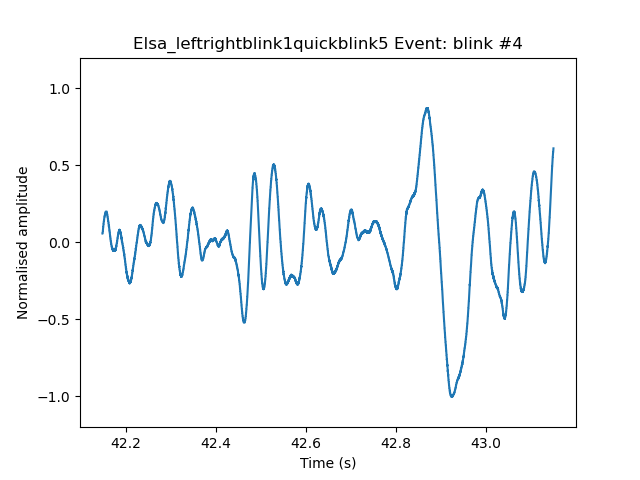 Elsa_leftrightblink1quickblink5 Event: blink #4
Normalised amplitude
1.0
0.5
0.0
−0.5
−1.0
42.2 42.4 42.6 42.8 43.0
Time (s)